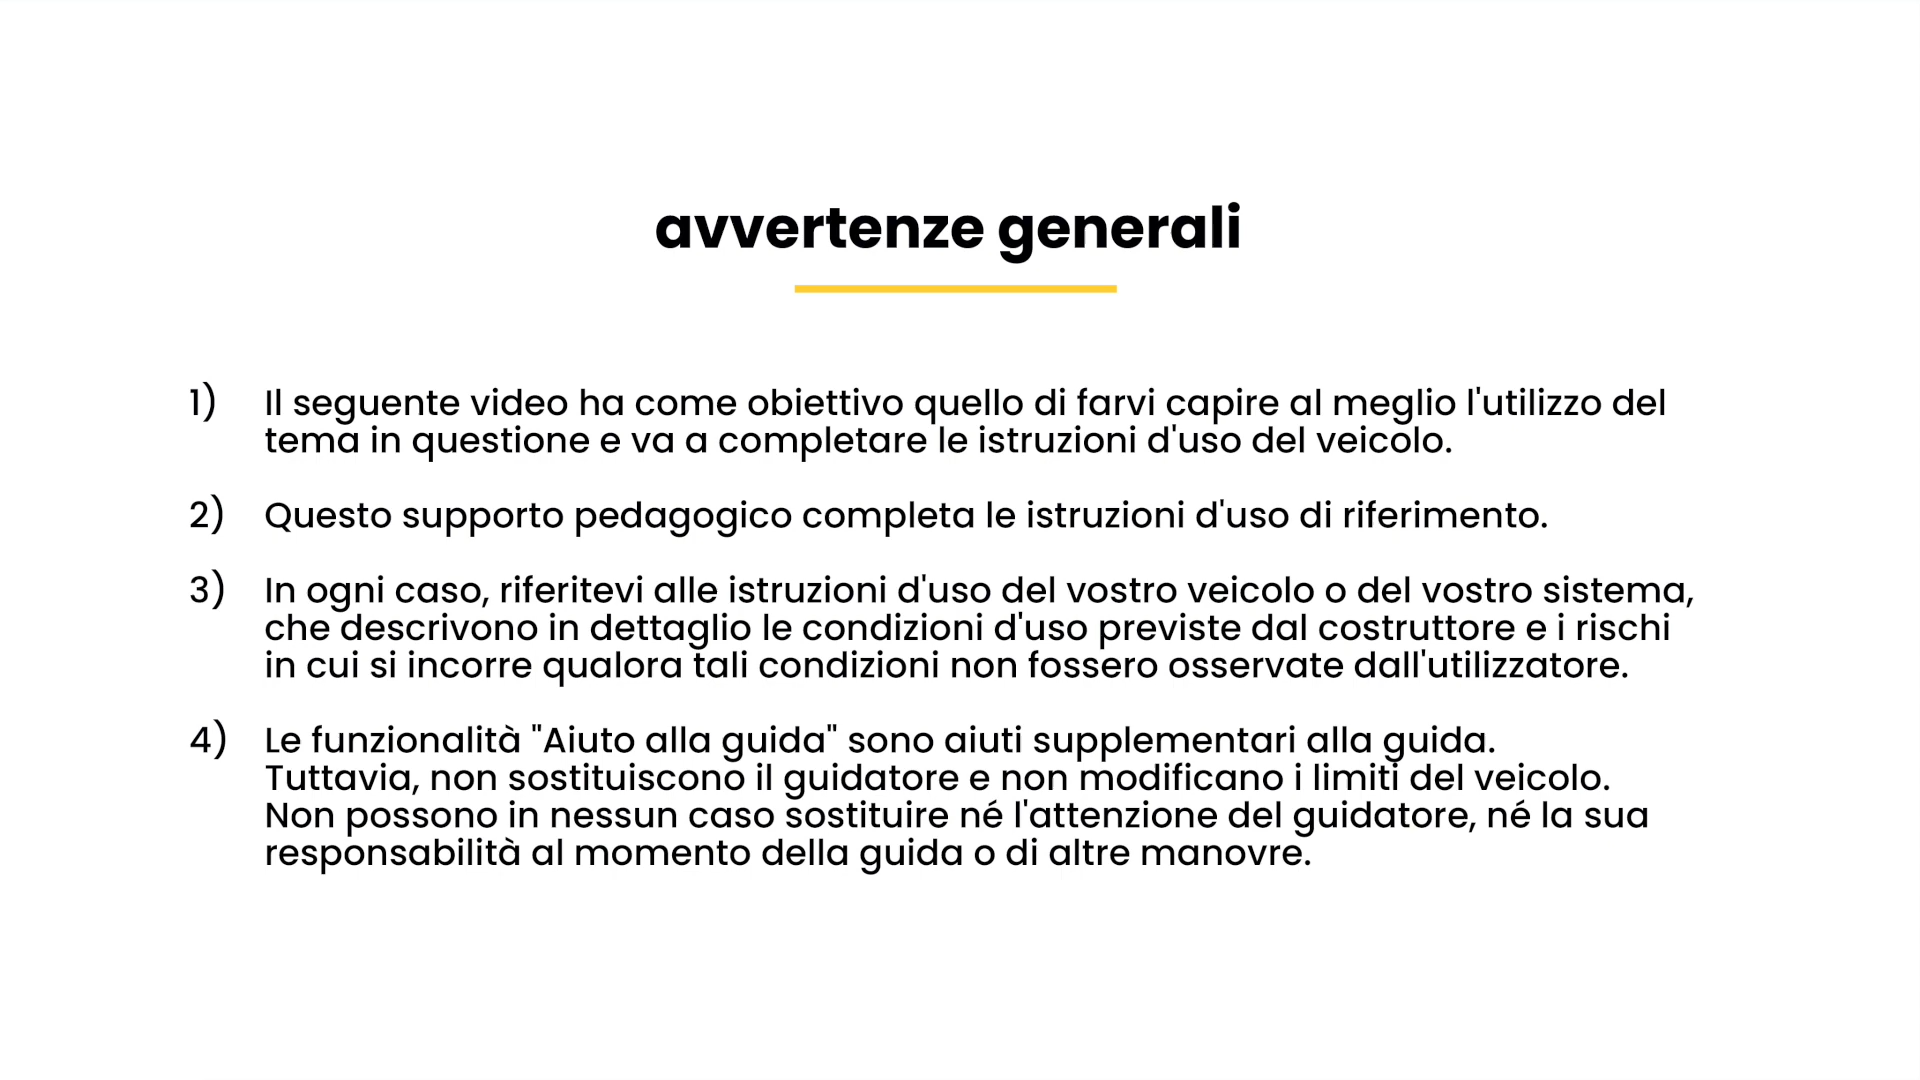 avvertenze generali
1) Il seguente video ha come obiettivo quello di farvi capire al meglio l'utilizzo del
tema in questione e va a completare le istruzioni d'uso del veicolo.
2) Questo supporto pedagogico completa le istruzioni d'uso di riferimento.
3) In ogni caso, riferitevi alle istruzioni d'uso del vostro veicolo o del vostro sistema,
che descrivono in dettaglio le condizioni d'uso previste dal costruttore e i rischi
in cui si incorre qualora tali condizioni non fossero osservate dall'utilizzatore.
4) Le funzionalità "Aiuto alla guida" sono aiuti supplementari alla guida.
Tuttavia, non sostituiscono il guidatore e non modificano i limiti del veicolo.
Non possono in nessun caso sostituire né l'attenzione del guidatore, né la sua
responsabilità al momento della guida o di altre manovre.